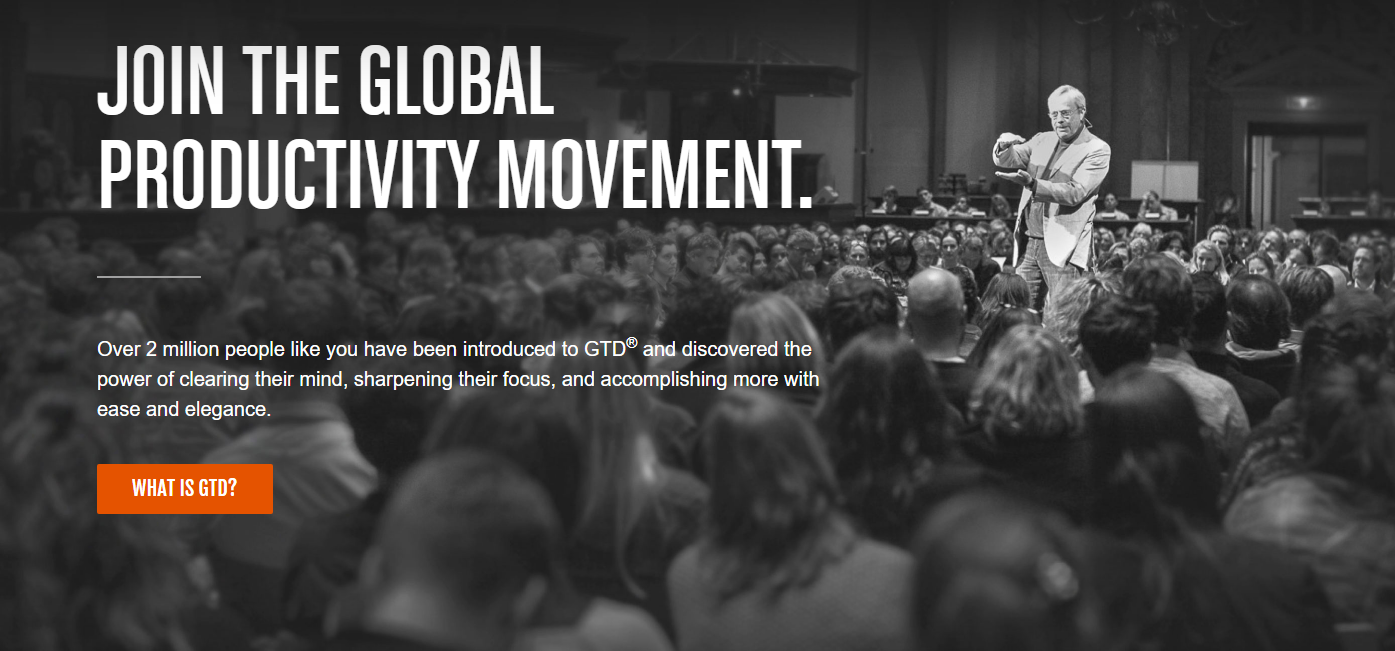 JOIN THE GLOBAL
PRODUCTIVITY MOVEMENT.
Over 2 million people like you have been introduced to GTD® and discovered the
power of clearing their mind, sharpening their focus, and accomplishing more with
ease and elegance.
WHAT IS GTD?